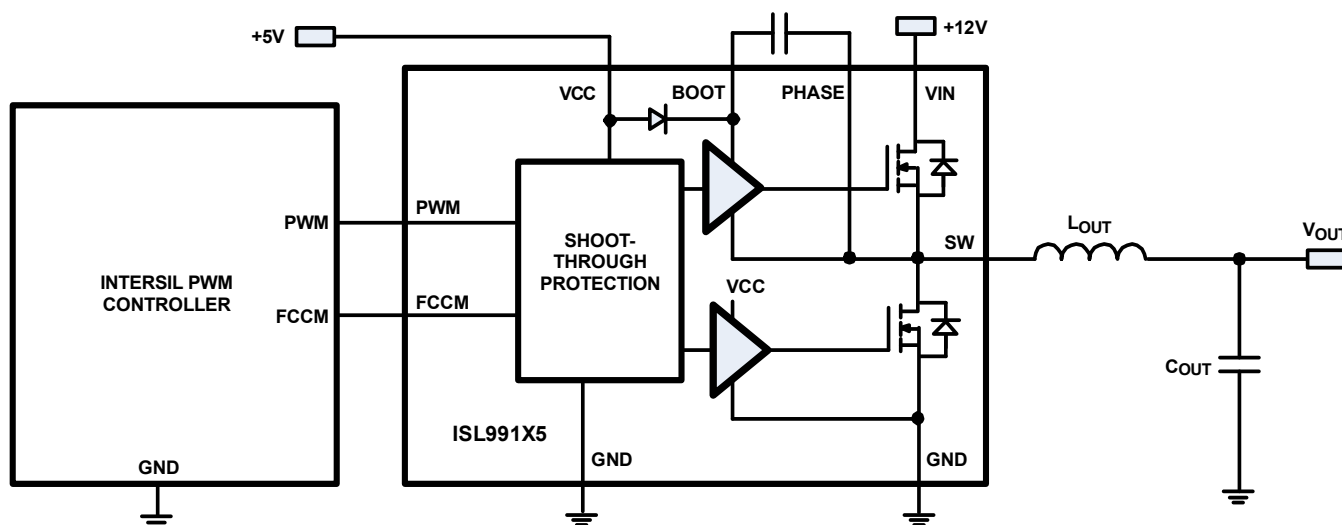 +5V
+12V
VCC
BOOT
PHASE
VIN
PWM
PWM
SHOOT-
THROUGH
PROTECTION
SW
LOUT
VOUT
INTERSIL PWM
CONTROLLER
FCCM
FCCM
VCC
COUT
ISL991X5
GND
GND
GND